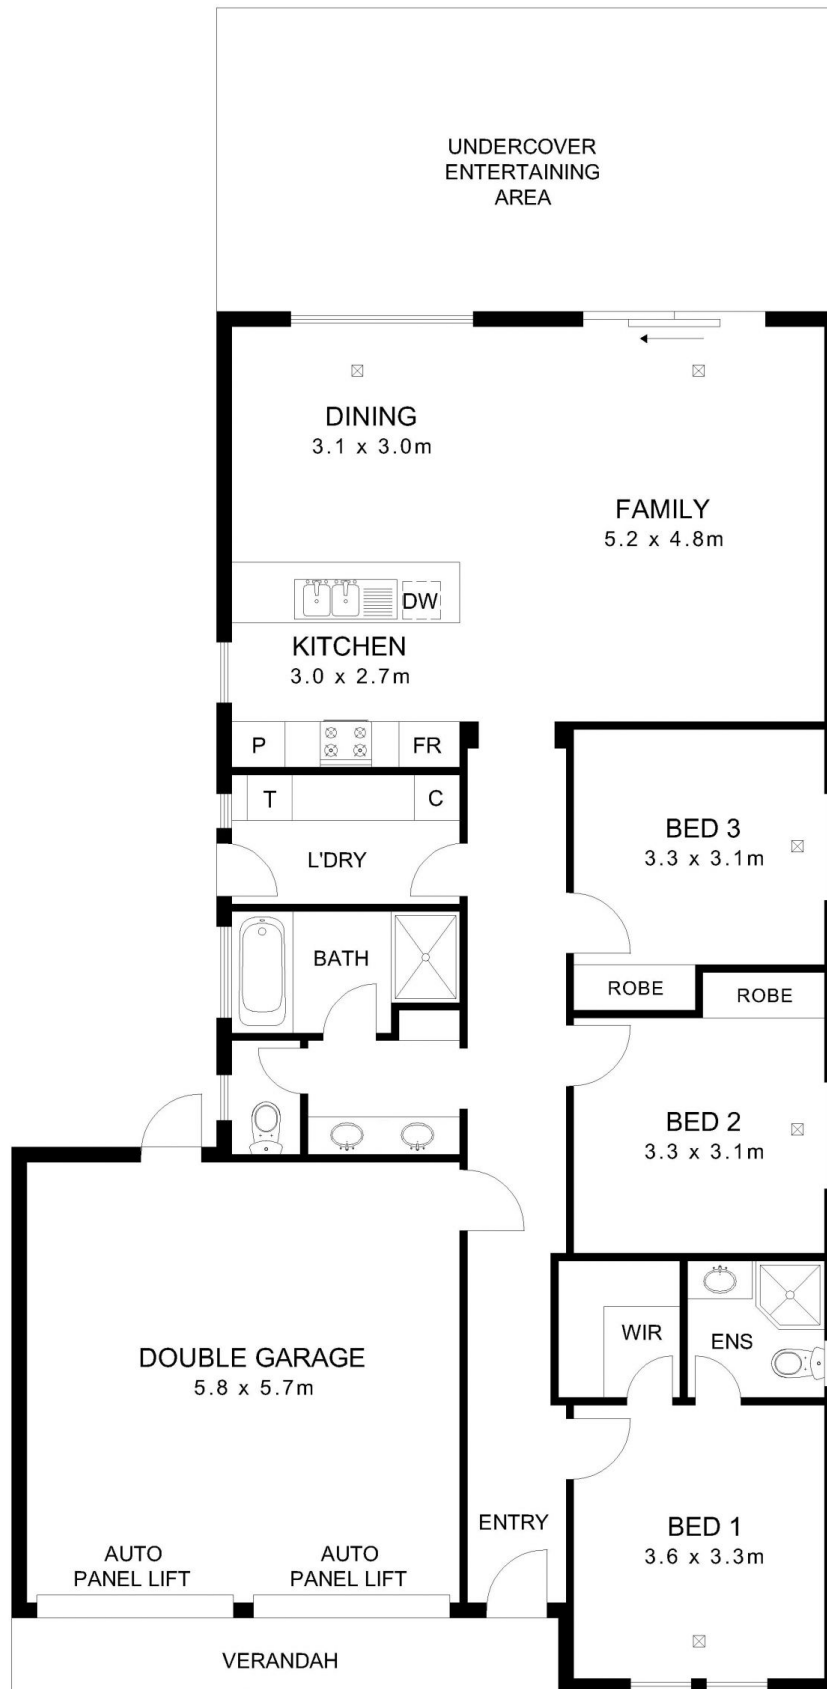 UNDERCOVER
ENTERTAINING
AREA
DINING
3.1 x 3.0m
FAMILY
5.2 x 4.8m
DW
KITCHEN
3.0 x 2.7m
P
FR
T
C
L'DRY
BED 3
3.3 x 3.1m
BATH
ROBE
ROBE
BED 2
3.3 x 3.1m
WIR
ENS
DOUBLE GARAGE
5.8 x 5.7m
ENTRY
BED 1
3.6 x 3.3m
AUTO
PANEL LIFT
AUTO
PANEL LIFT
VERANDAH